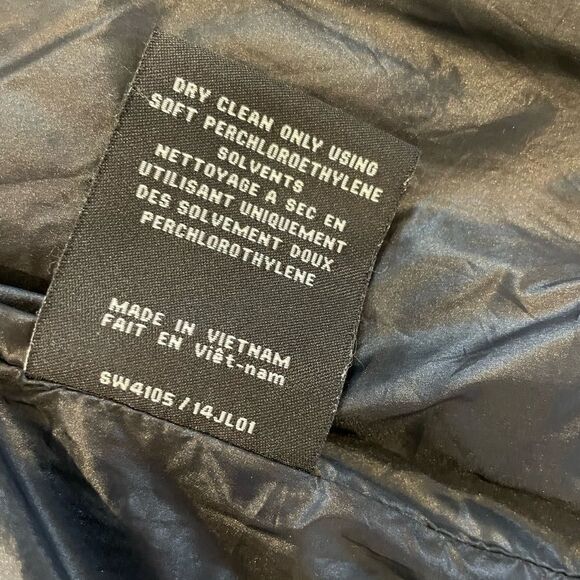 DRY CLEAN ONLY USING
SOFT PERCHLOROETHYLENE
SOLVENTS
NETTOYAGE A SEC EN
UTILISANT UNIQUEMENT
DES SOLVEMENT DOUX
PERCHLOROTHYLENE
MADE IN VIETNAM
FAIT EN Viêt-nam
SW4105/14JL01